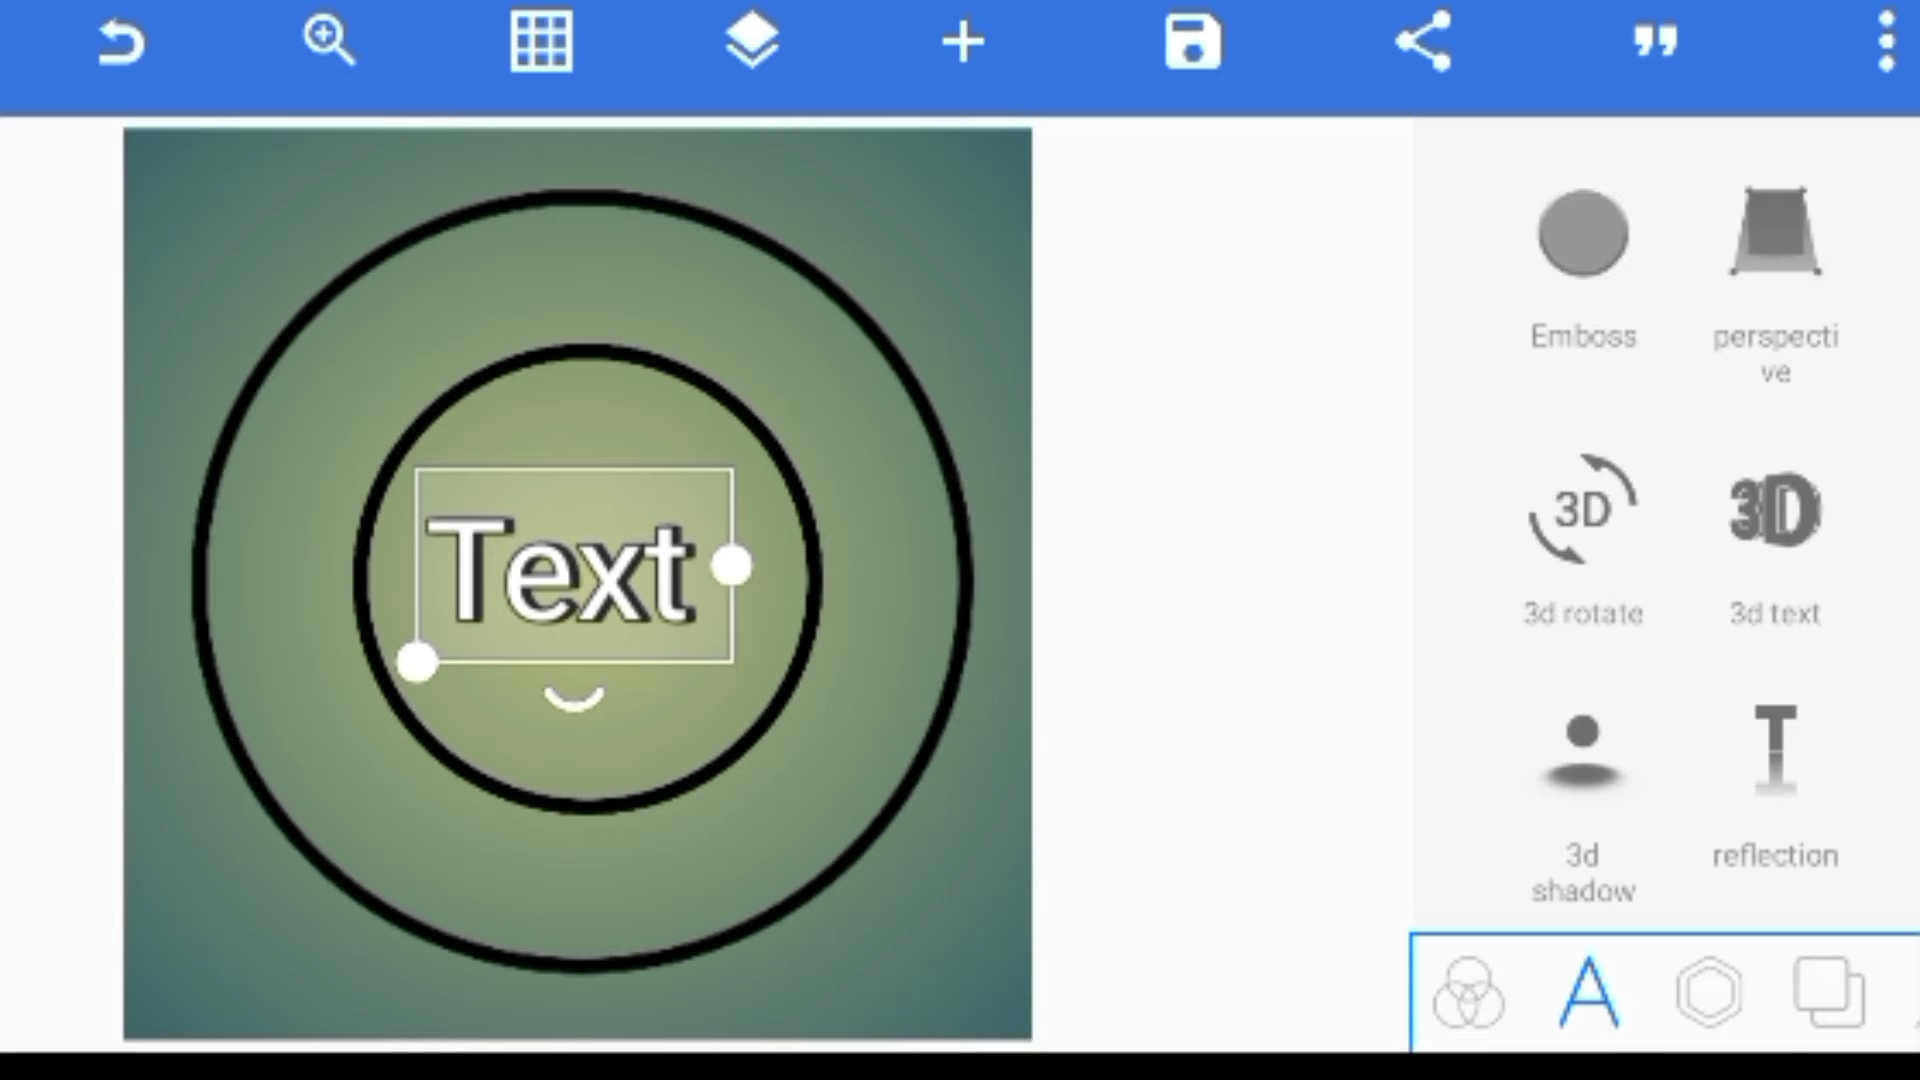 Emboss
perspecti
ve
Text
3D
3D
3d rotate
3d text
T
3d
shadow
reflection
A